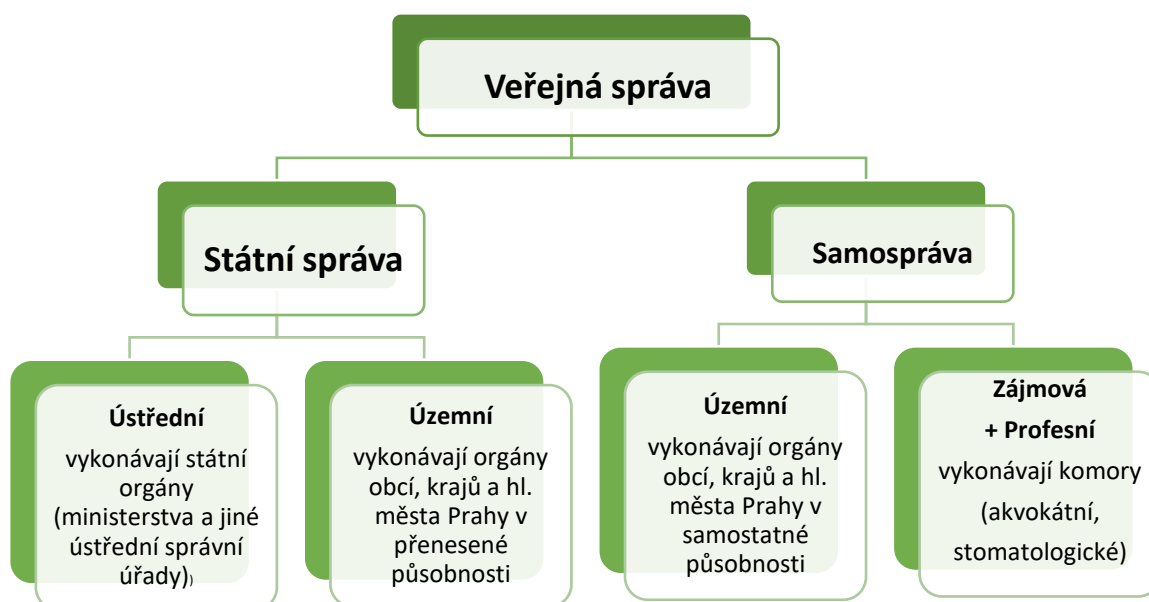 Veřejná správa
Státní správa
Samospráva
Ústřední
vykonávají státní
orgány
(ministerstva a jiné
ústřední správní
úřady))
Územní
vykonávají orgány
obcí, krajů a hl.
města Prahy v
přenesené
působnosti
Územní
vykonávají orgány
obcí, krajů a hl.
města Prahy v
samostatné
působnosti
Zájmová
+ Profesní
vykonávají komory
(akvokátní,
stomatologické)